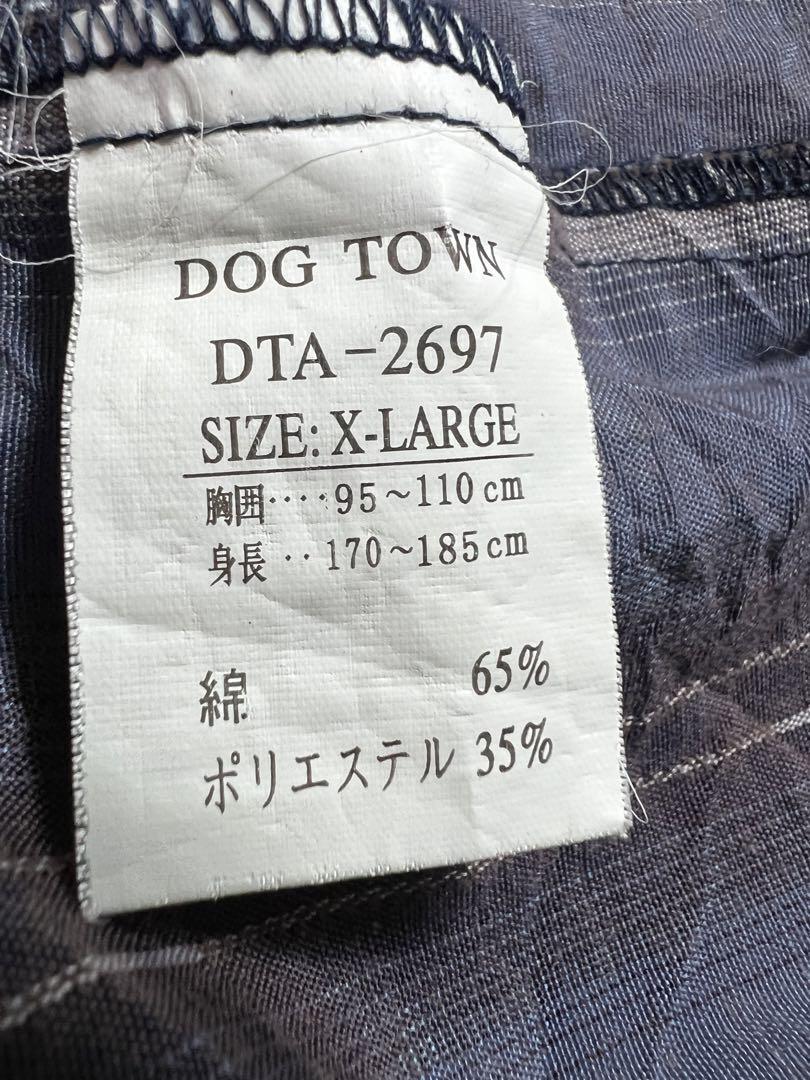 DOG TOWN
DTA-2697
SIZE: X-LARGE
胸囲････95～110cm
身長‥170～185cm
綿 65%
ポリエステル 35%